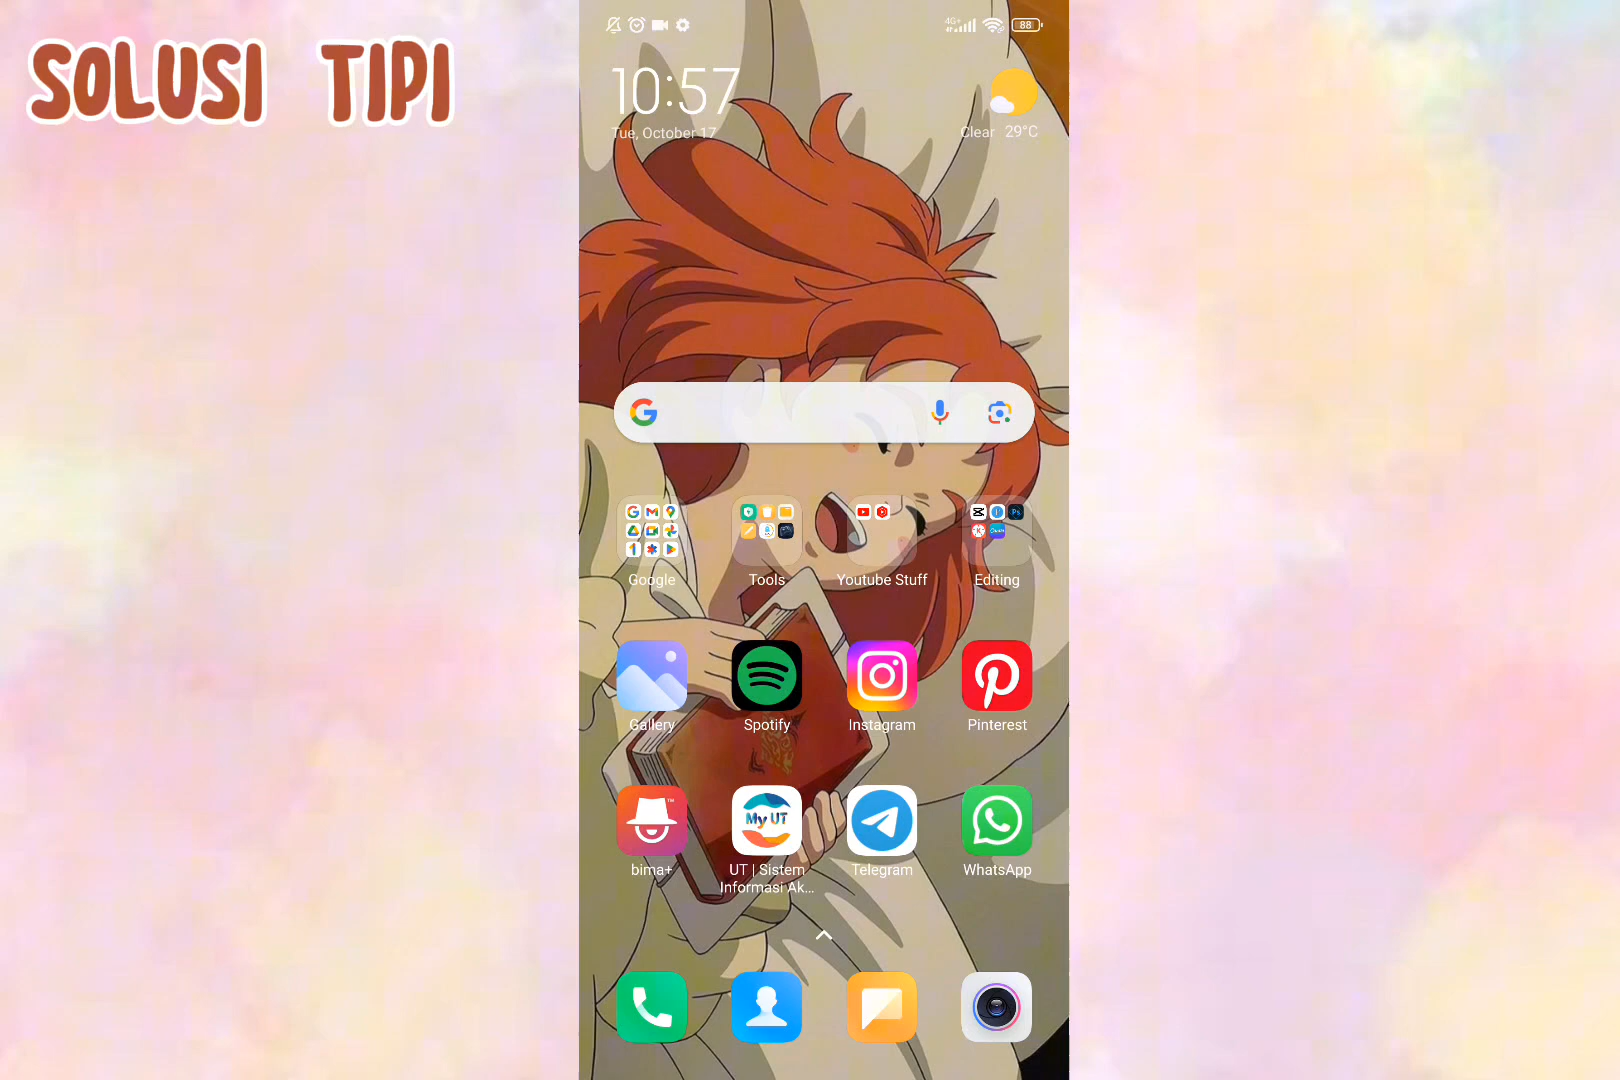 SOLUSI TIPI
4G+
88
10:57
Tue, October 17
Clear 29°C
Google
Tools
Youtube Stuff
Editing
Gallery
Spotify
Instagram
Pinterest
My UT
bima+
UT | Sistem
Informasi Ak...
Telegram
WhatsApp